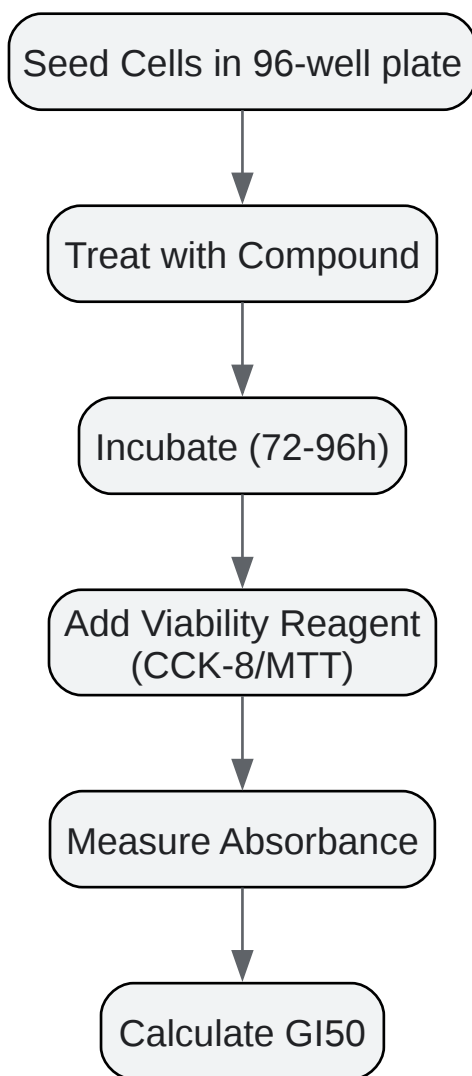 Seed Cells in 96-well plate
Treat with Compound
Incubate (72-96h)
Add Viability Reagent
(CCK-8/MTT)
Measure Absorbance
Calculate GI50